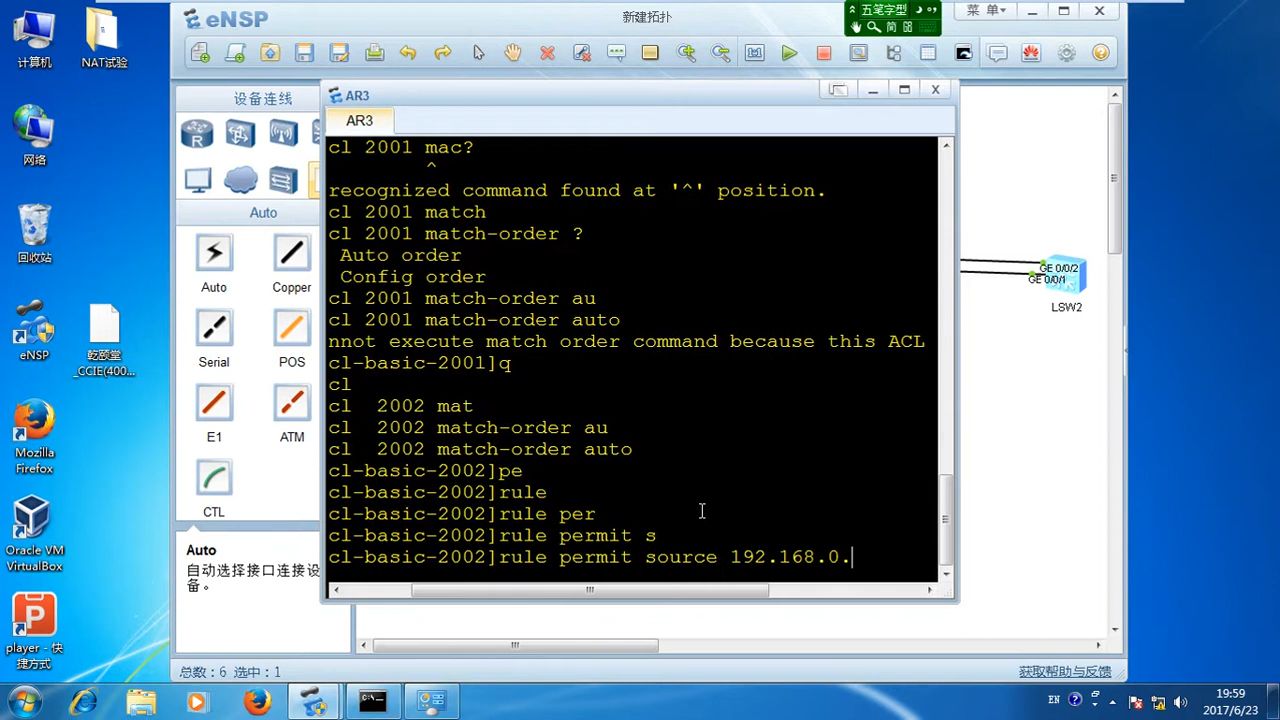 计算机
NAT试验
网络
回收站
eNSP
乾颐堂
_CCIE(400...
Mozilla
Firefox
Oracle VM
VirtualBox
player - 快
捷方式
eNSP
新建拓扑
五笔字型
简
菜 单
设备连线
Auto
Auto
Copper
Serial
POS
E1
ATM
CTL
Auto
自动选择接口连接设
备。
总数：6 选中：1
获取帮助与反馈
AR3
AR3
cl 2001 mac?
^
recognized command found at '^' position.
cl 2001 match
cl 2001 match-order ?
Auto order
Config order
cl 2001 match-order au
cl 2001 match-order auto
nnot execute match order command because this ACL
cl-basic-2001]q
cl
cl 2002 mat
cl 2002 match-order au
cl 2002 match-order auto
cl-basic-2002]pe
cl-basic-2002]rule
cl-basic-2002]rule per
cl-basic-2002]rule permit s
cl-basic-2002]rule permit source 192.168.0.
GE 0/0/2
GE 0/0/1
LSW2
EN
19:59
2017/6/23